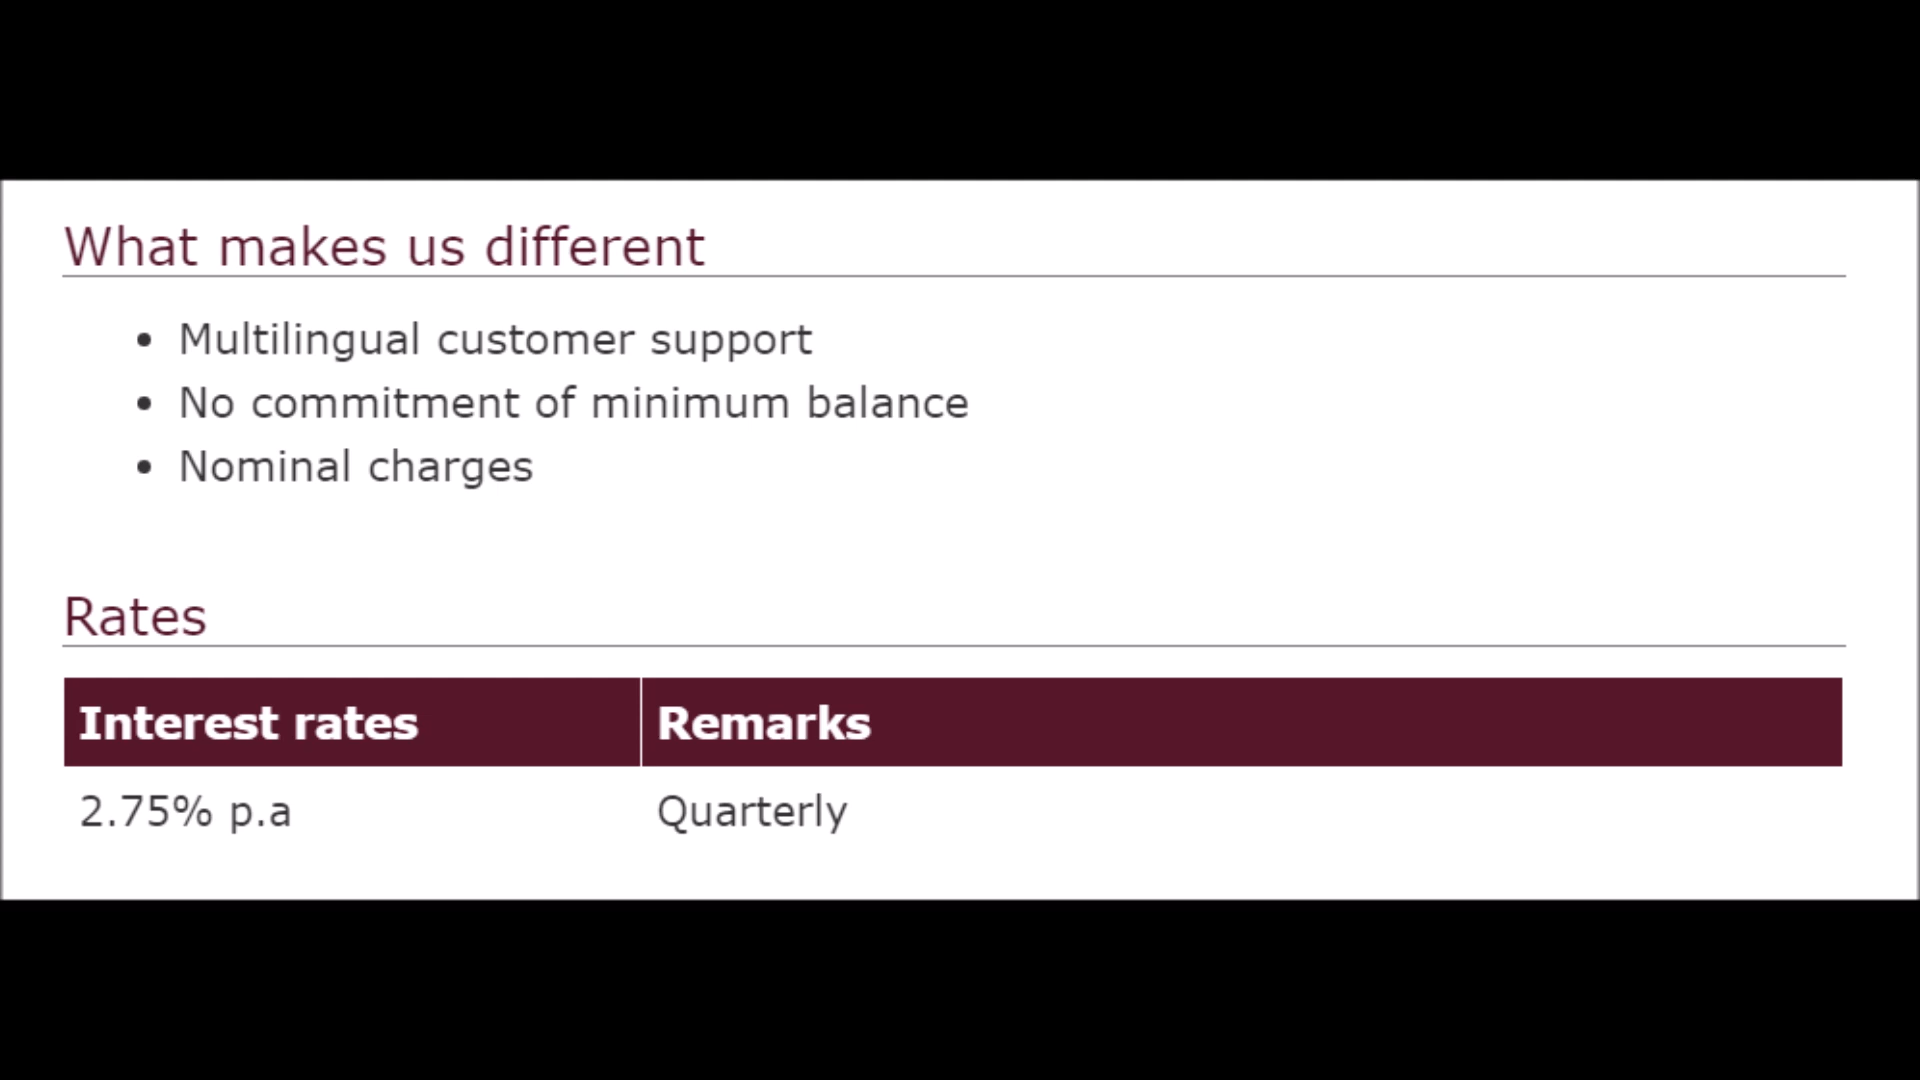 What makes us different
• Multilingual customer support
• No commitment of minimum balance
• Nominal charges
Rates
Interest rates Remarks
2.75% p.a Quarterly